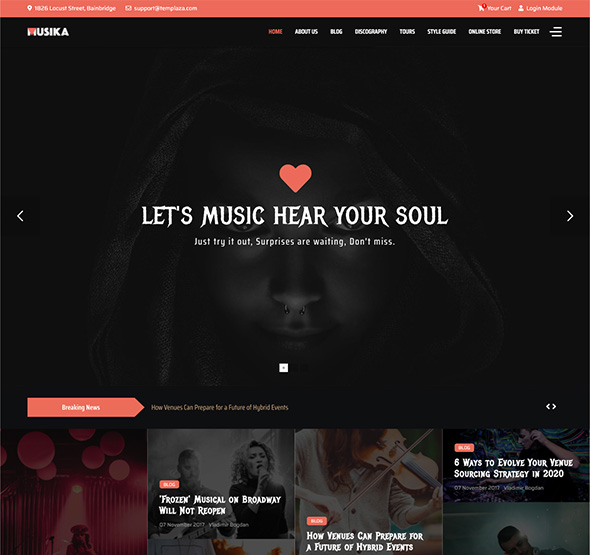 1826 Locust Street, Bainbridge
support@templaza.com
Your Cart
Login Module
MUSIKA
HOME
ABOUT US
BLOG
DISCOGRAPHY
TOURS
STYLE GUIDE
ONLINE STORE
BUY TICKET
LET'S MUSIC HEAR YOUR SOUL
Just try it out, Surprises are waiting, Don't miss.
Breaking News
How Venues Can Prepare for a Future of Hybrid Events
BLOG
'Frozen' Musical on Broadway
Will Not Reopen
07 November 2017
Vladimir Bogdan
BLOG
How Venues Can Prepare for
a Future of Hybrid Events
BLOG
6 Ways to Evolve Your Venue
Sourcing Strategy in 2020
07 November 2017
Vladimir Bogdan